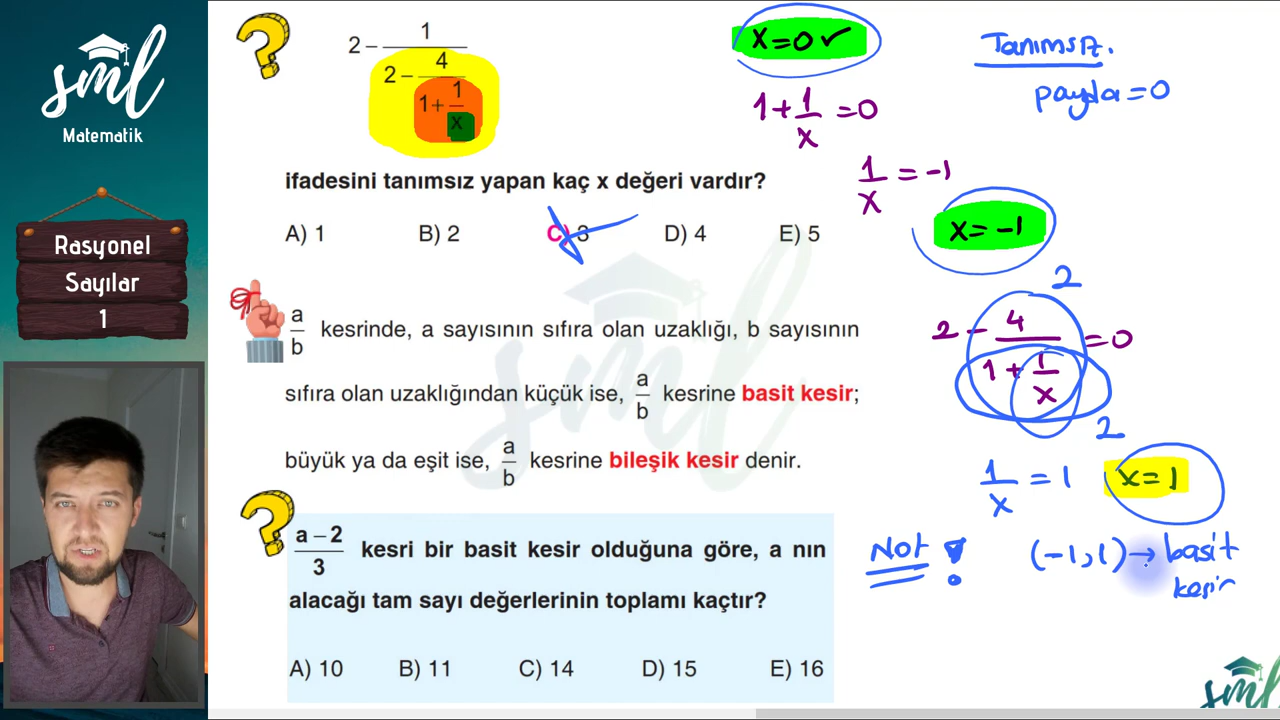 sml
Matematik
Rasyonel
Sayılar
1
2 - 1 / (2 - 4 / (1 + 1/x))
ifadesini tanımsız yapan kaç x değeri vardır?
A) 1 B) 2 C) 3 D) 4 E) 5
a/b kesrinde, a sayısının sıfıra olan uzaklığı, b sayısının
sıfıra olan uzaklığından küçük ise, a/b kesrine basit kesir;
büyük ya da eşit ise, a/b kesrine bileşik kesir denir.
(a – 2)/3 kesri bir basit kesir olduğuna göre, a nın
alacağı tam sayı değerlerinin toplamı kaçtır?
A) 10 B) 11 C) 14 D) 15 E) 16
x=0 ✓
Tanımsız.
payda=0
1+1/x=0
1/x = -1
x=-1
2
2 - 4 / (1+1/x) =0
2
1/x = 1 x=1
Not ! (-1,1)→ basit
kesir
sml
sml